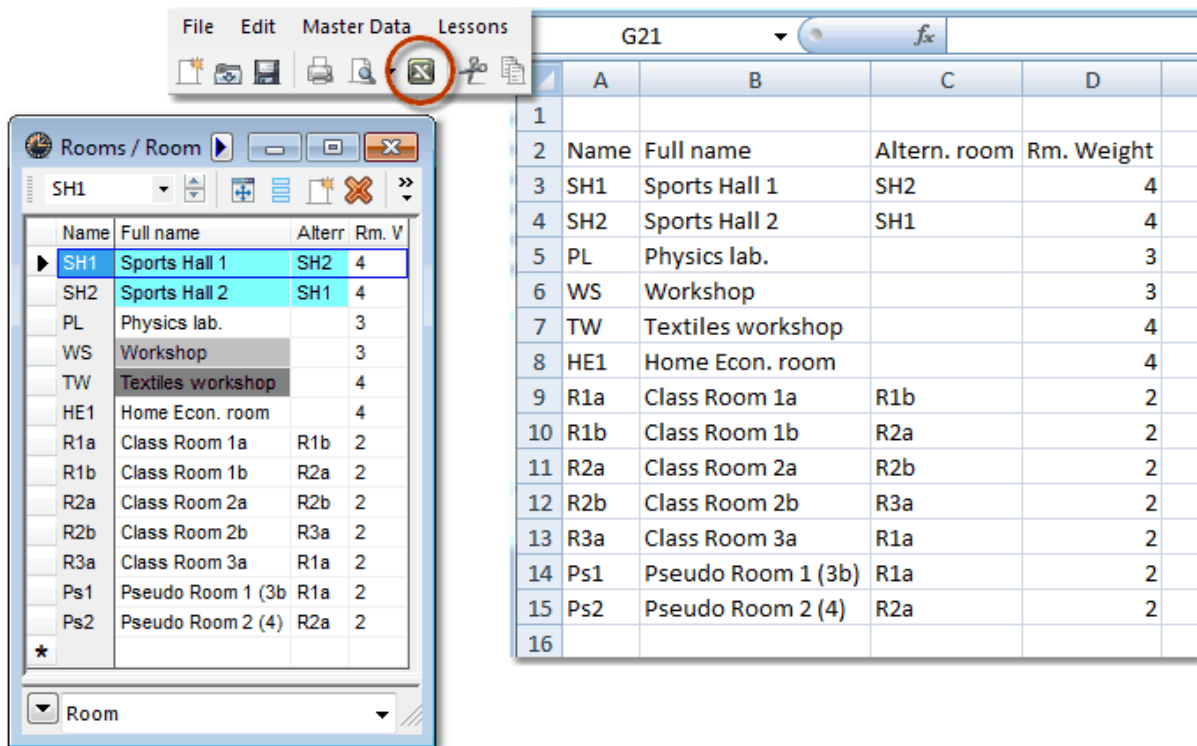 File Edit Master Data Lessons
Rooms / Room
SH1
Name Full name Alterr Rm. V
SH1 Sports Hall 1 SH2 4
SH2 Sports Hall 2 SH1 4
PL Physics lab. 3
WS Workshop 3
TW Textiles workshop 4
HE1 Home Econ. room 4
R1a Class Room 1a R1b 2
R1b Class Room 1b R2a 2
R2a Class Room 2a R2b 2
R2b Class Room 2b R3a 2
R3a Class Room 3a R1a 2
Ps1 Pseudo Room 1 (3b R1a 2
Ps2 Pseudo Room 2 (4) R2a 2
*
Room
G21 fx
A B C D
1
2 Name Full name Altern. room Rm. Weight
3 SH1 Sports Hall 1 SH2 4
4 SH2 Sports Hall 2 SH1 4
5 PL Physics lab. 3
6 WS Workshop 3
7 TW Textiles workshop 4
8 HE1 Home Econ. room 4
9 R1a Class Room 1a R1b 2
10 R1b Class Room 1b R2a 2
11 R2a Class Room 2a R2b 2
12 R2b Class Room 2b R3a 2
13 R3a Class Room 3a R1a 2
14 Ps1 Pseudo Room 1 (3b) R1a 2
15 Ps2 Pseudo Room 2 (4) R2a 2
16